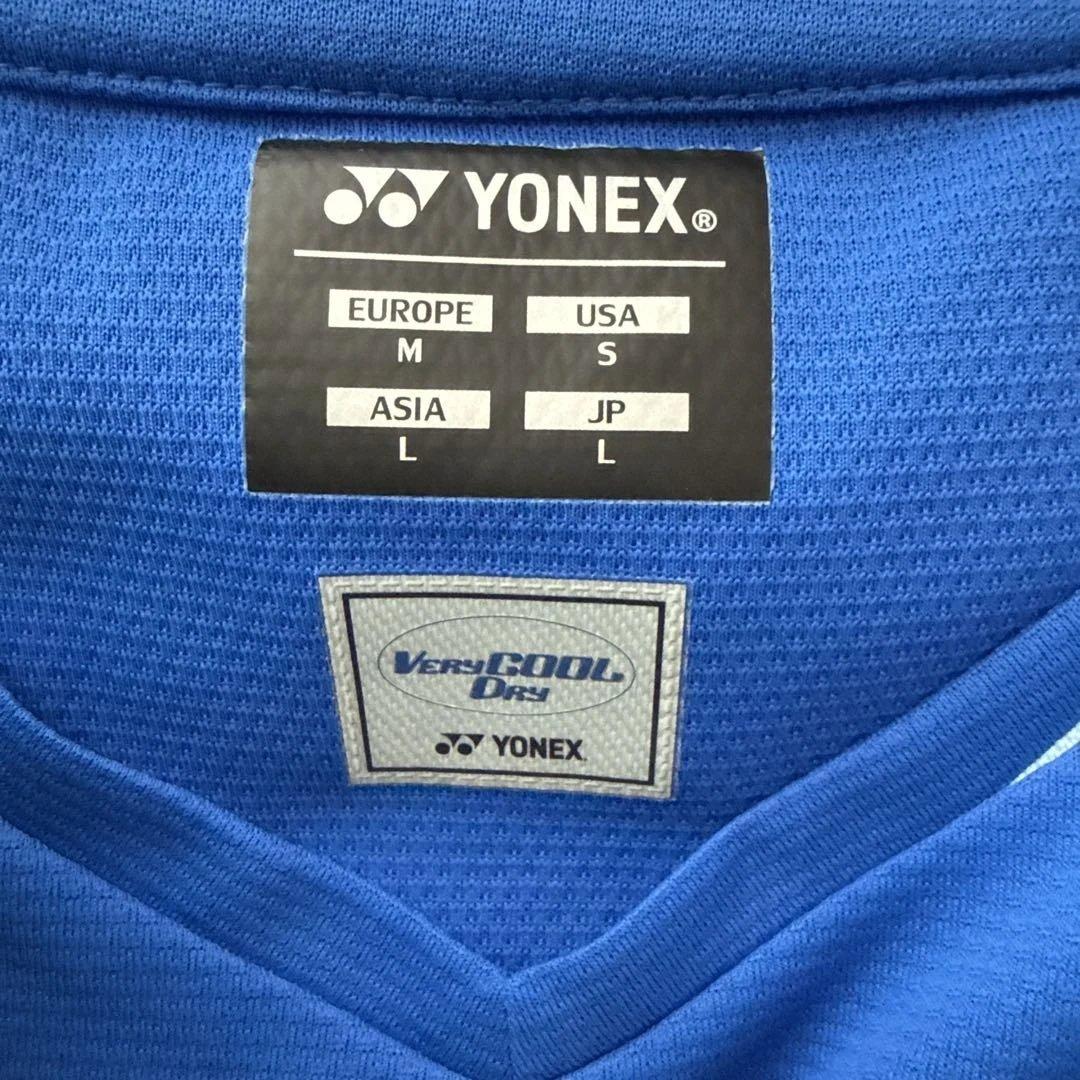 YONEX®
EUROPE USA
M S
ASIA JP
L L
VERYCOOL
DRY
YONEX